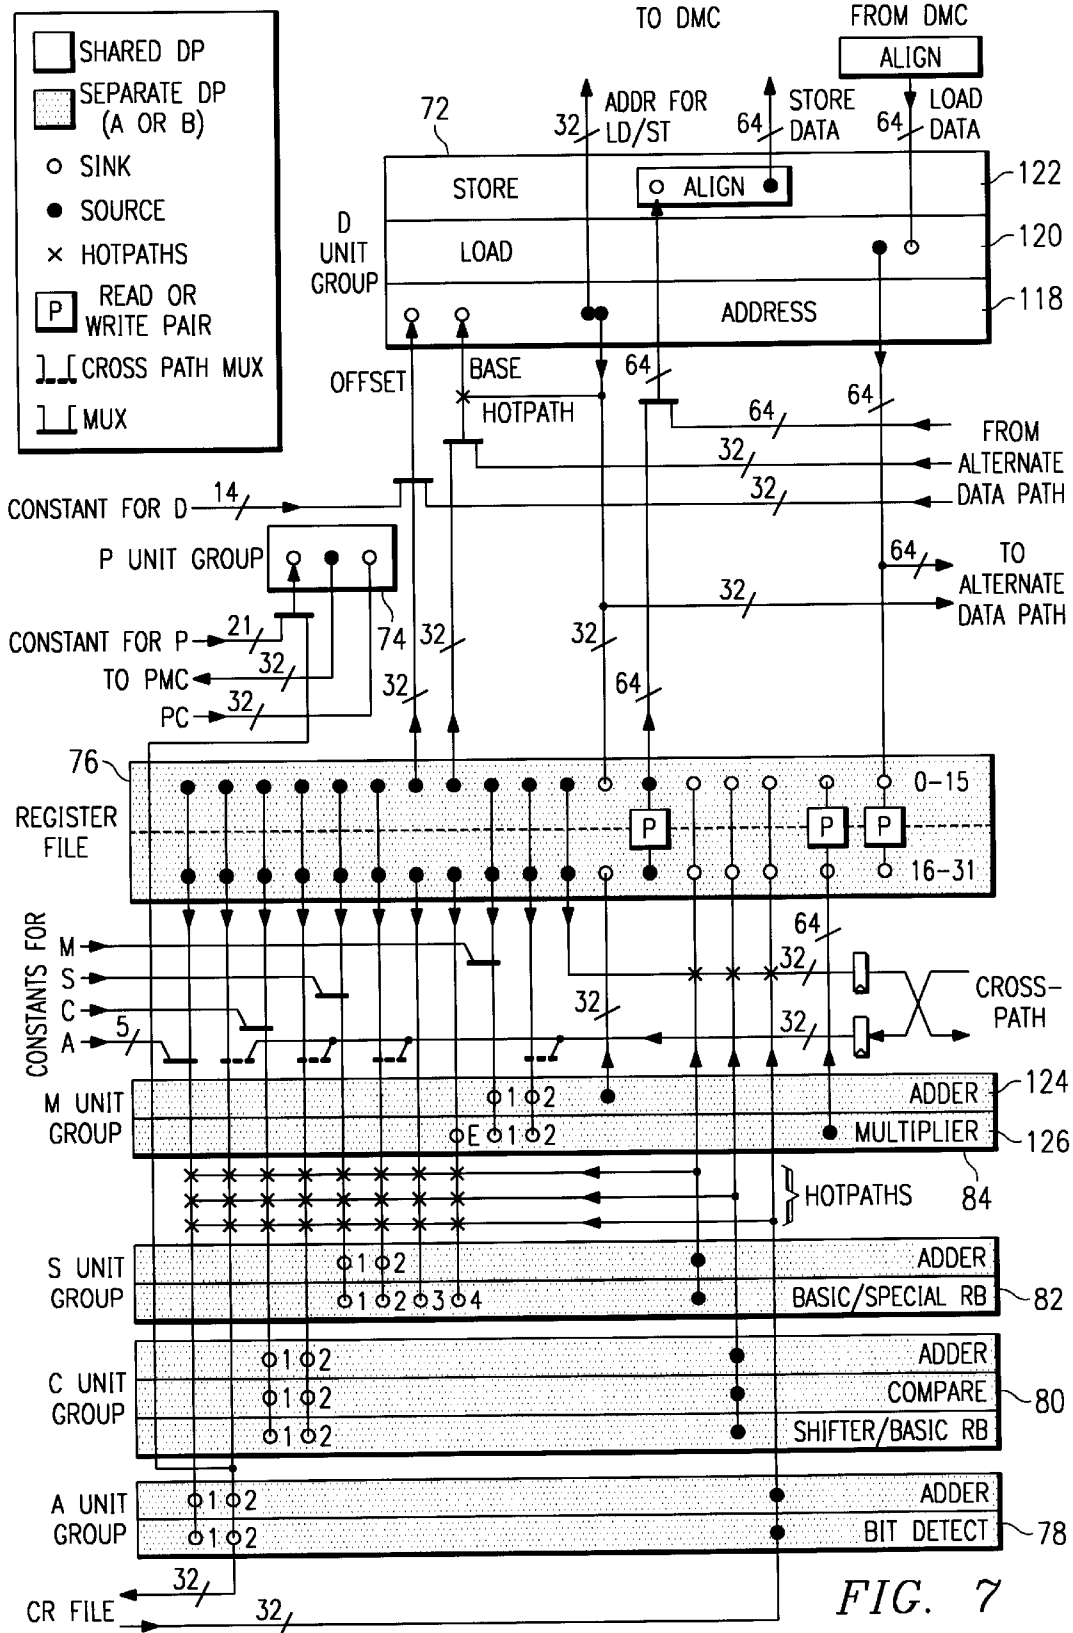 TO DMC
FROM DMC
SHARED DP
SEPARATE DP
(A OR B)
SINK
SOURCE
HOTPATHS
P
READ OR
WRITE PAIR
CROSS PATH MUX
MUX
ALIGN
72
32
ADDR FOR
LD/ST
64
STORE
DATA
64
LOAD
DATA
D
UNIT
GROUP
STORE
ALIGN
122
LOAD
120
ADDRESS
118
OFFSET
BASE
HOTPATH
64
64
64
32
32
FROM
ALTERNATE
DATA PATH
CONSTANT FOR D
14
P UNIT GROUP
74
64
TO
ALTERNATE
DATA PATH
32
CONSTANT FOR P
21
TO PMC
32
PC
32
32
32
32
64
76
REGISTER
FILE
0-15
P
P
P
16-31
CONSTANTS FOR
M
S
C
A
5
64
32
32
32
CROSS-
PATH
M UNIT
GROUP
1
2
ADDER
124
E
1
2
MULTIPLIER
126
84
HOTPATHS
S UNIT
GROUP
1
2
ADDER
1
2
3
4
BASIC/SPECIAL RB
82
C UNIT
GROUP
1
2
ADDER
1
2
COMPARE
80
1
2
SHIFTER/BASIC RB
A UNIT
GROUP
1
2
ADDER
1
2
BIT DETECT
78
32
CR FILE
32
FIG. 7